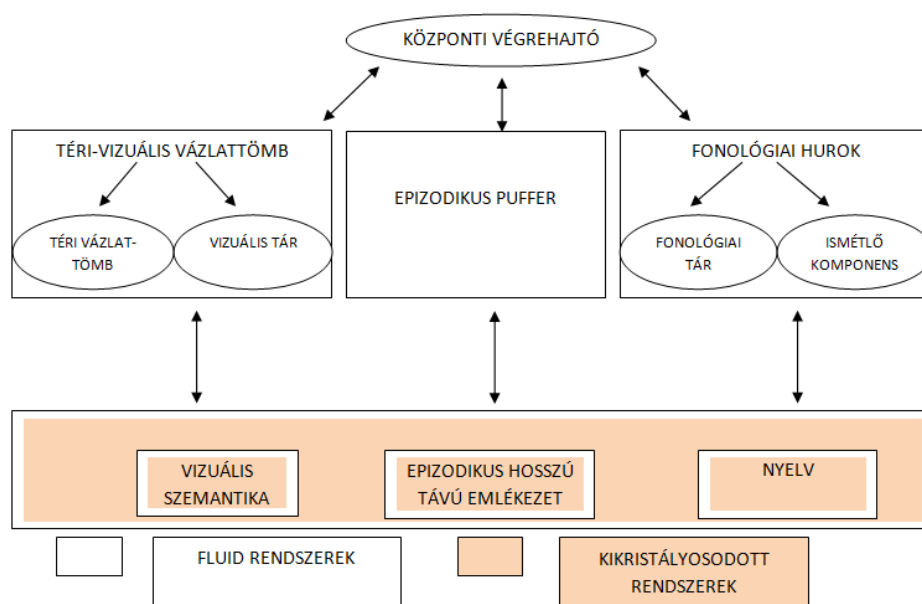 KÖZPONTI VÉGREHAJTÓ
TÉRI-VIZUÁLIS VÁZLATTÖMB
TÉRI VÁZLAT-
TÖMB
VIZUÁLIS TÁR
EPIZODIKUS PUFFER
FONOLÓGIAI HUROK
FONOLÓGIAI
TÁR
ISMÉTLŐ
KOMPONENS
VIZUÁLIS
SZEMANTIKA
EPIZODIKUS HOSSZÚ
TÁVÚ EMLÉKEZET
NYELV
FLUID RENDSZEREK
KIKRISTÁLYOSODOTT
RENDSZEREK